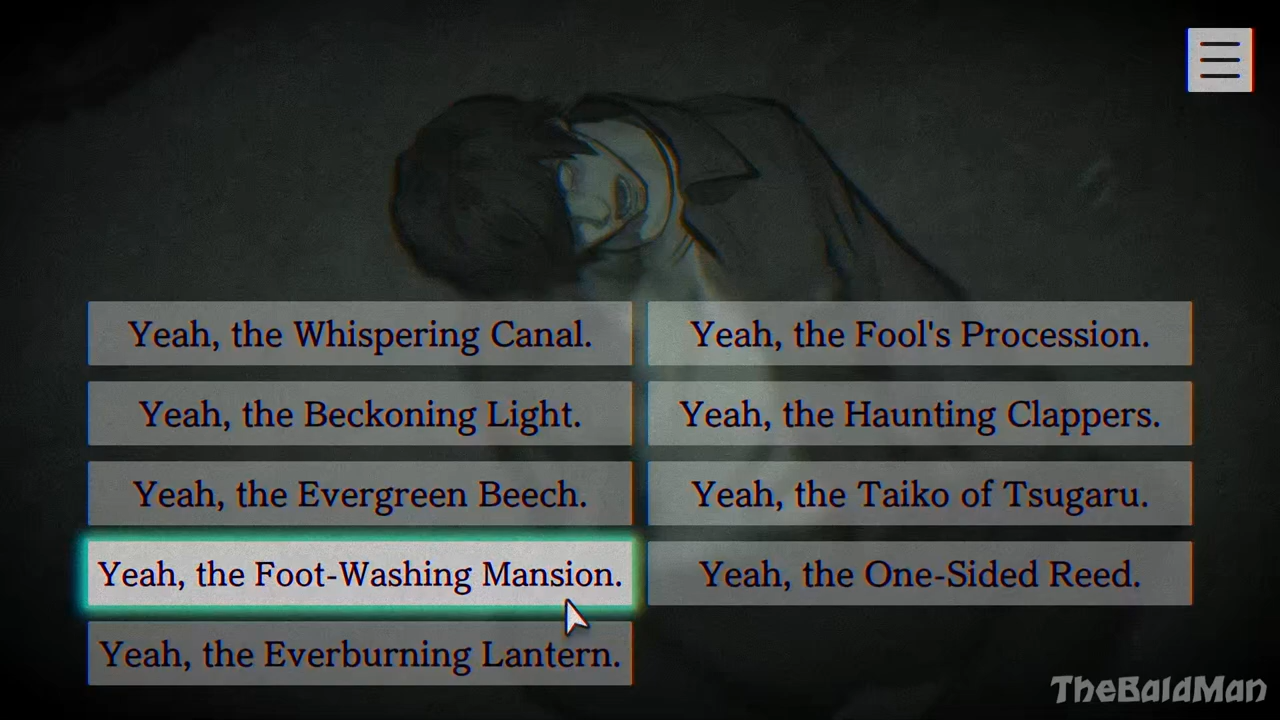 Yeah, the Whispering Canal.
Yeah, the Fool's Procession.
Yeah, the Beckoning Light.
Yeah, the Haunting Clappers.
Yeah, the Evergreen Beech.
Yeah, the Taiko of Tsugaru.
Yeah, the Foot-Washing Mansion.
Yeah, the One-Sided Reed.
Yeah, the Everburning Lantern.
TheBaldMan